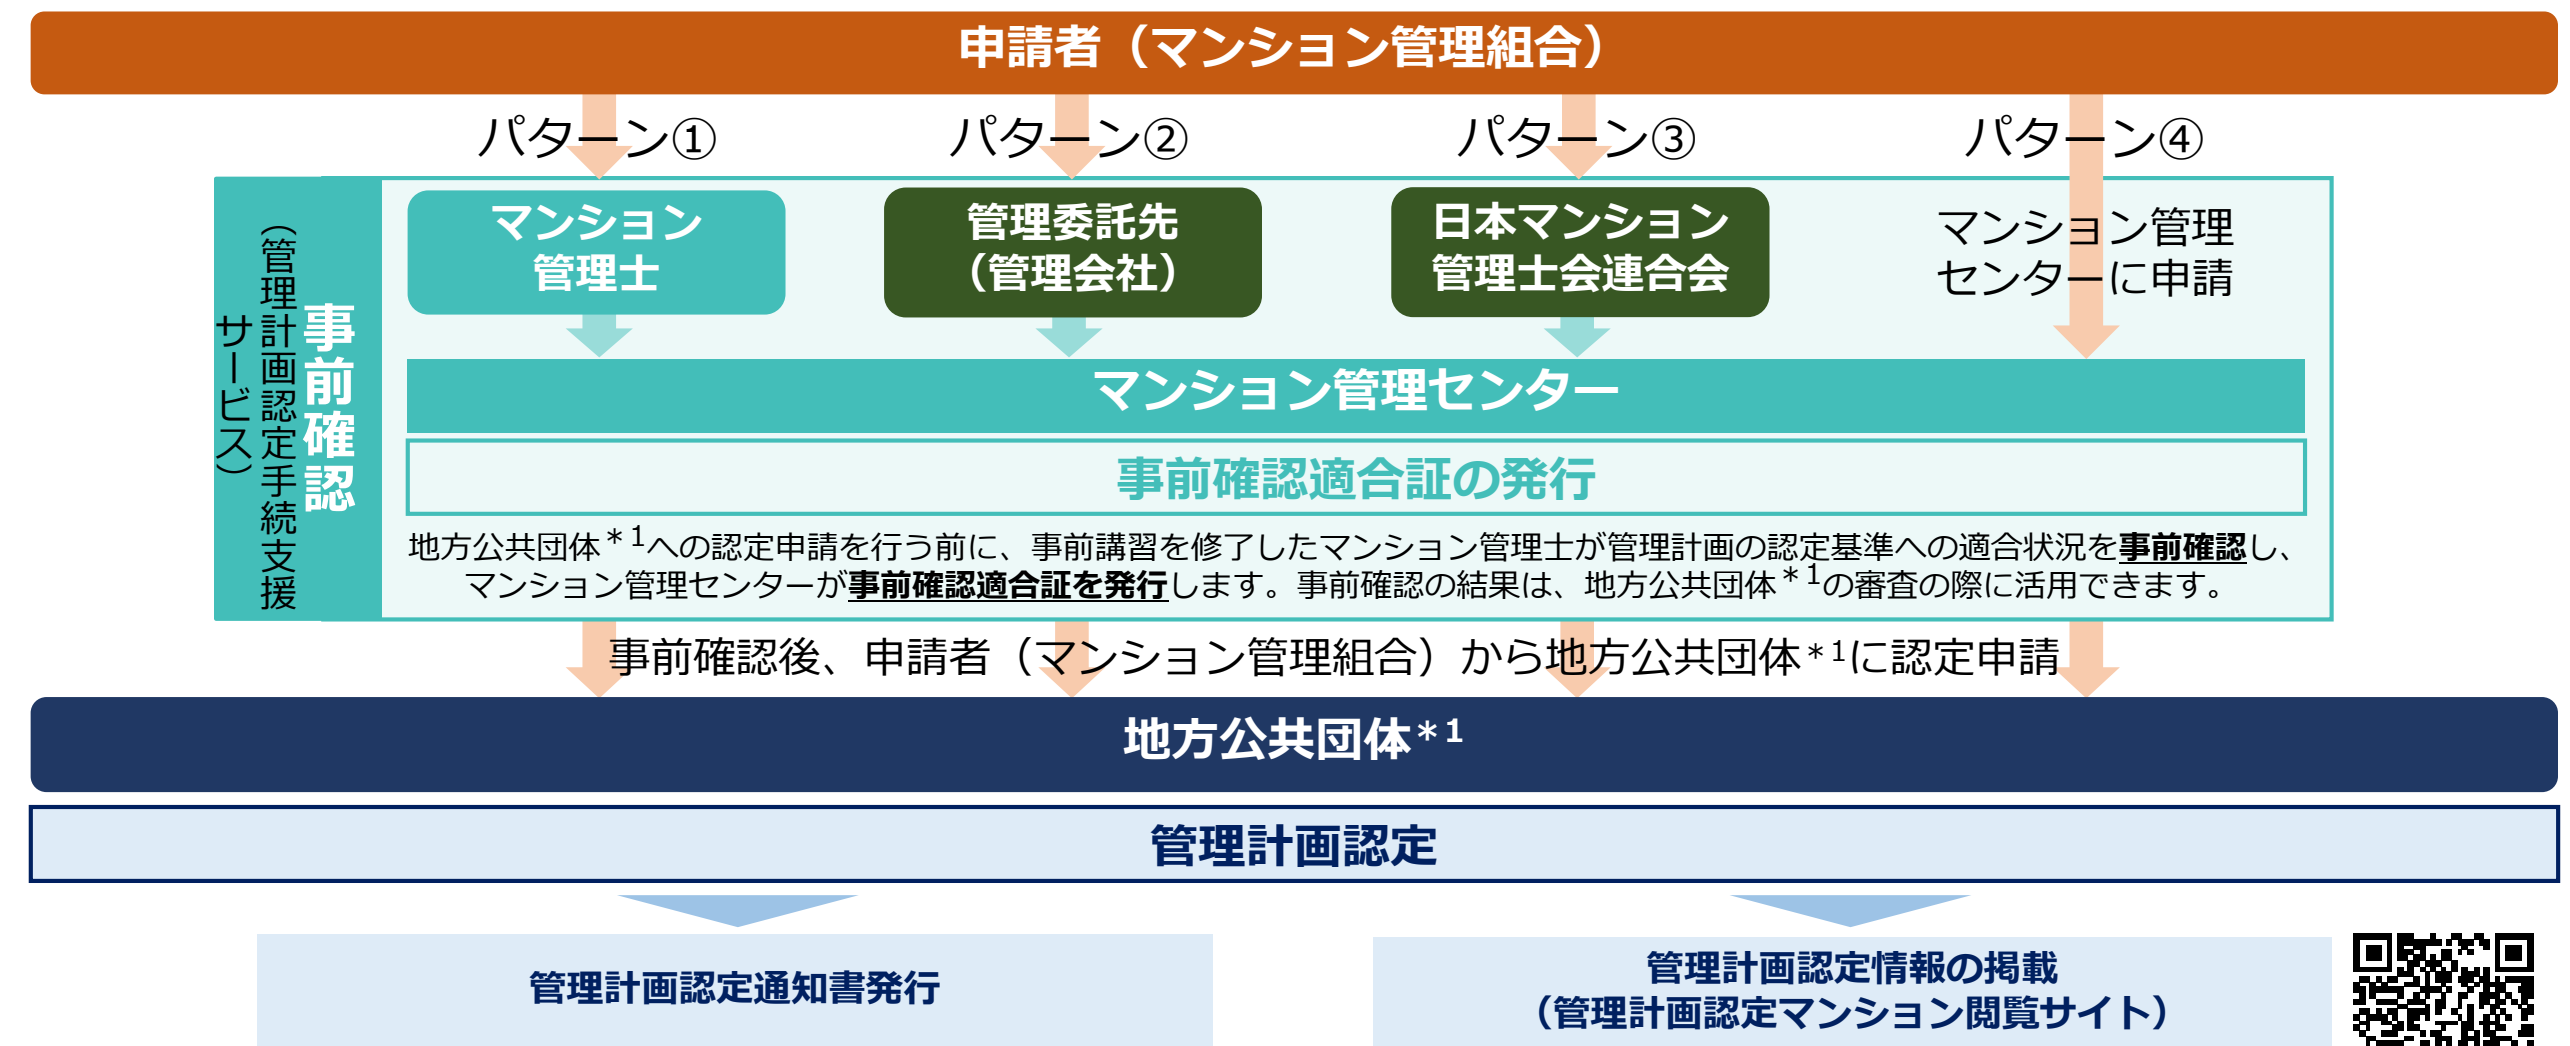 申請者（マンション管理組合）
パターン①
パターン②
パターン③
パターン④
事前確認
（管理計画認定手続支援
サービス）
マンション
管理士
管理委託先
（管理会社）
日本マンション
管理士会連合会
マンション管理
センターに申請
マンション管理センター
事前確認適合証の発行
地方公共団体＊1への認定申請を行う前に、事前講習を修了したマンション管理士が管理計画の認定基準への適合状況を事前確認し、
マンション管理センターが事前確認適合証を発行します。事前確認の結果は、地方公共団体＊1の審査の際に活用できます。
事前確認後、申請者（マンション管理組合）から地方公共団体＊1に認定申請
地方公共団体＊1
管理計画認定
管理計画認定通知書発行
管理計画認定情報の掲載
（管理計画認定マンション閲覧サイト）